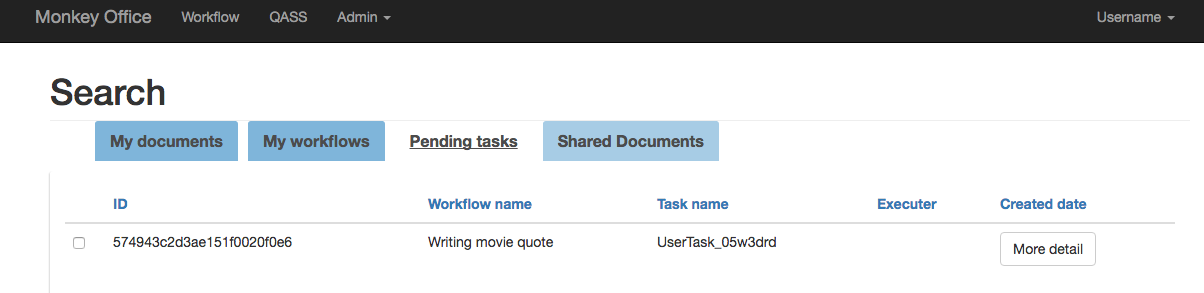 Monkey Office Workflow QASS Admin Username
Search
My documents My workflows Pending tasks Shared Documents
ID Workflow name Task name Executer Created date
574943c2d3ae151f0020f0e6 Writing movie quote UserTask_05w3drd More detail